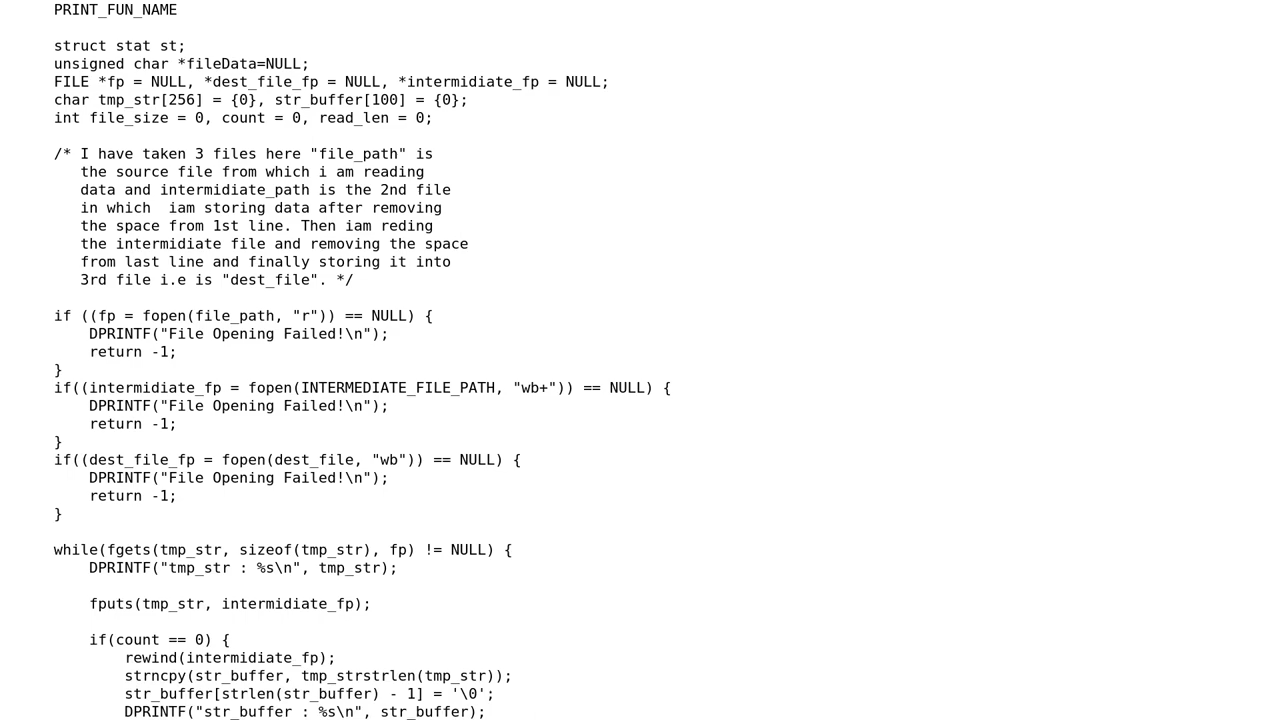 PRINT_FUN_NAME
struct stat st;
unsigned char *fileData=NULL;
FILE *fp = NULL, *dest_file_fp = NULL, *intermidiate_fp = NULL;
char tmp_str[256] = {0}, str_buffer[100] = {0};
int file_size = 0, count = 0, read_len = 0;
/* I have taken 3 files here "file_path" is
the source file from which i am reading
data and intermidiate_path is the 2nd file
in which  iam storing data after removing
the space from 1st line. Then iam reding
the intermidiate file and removing the space
from last line and finally storing it into
3rd file i.e is "dest_file". */
if ((fp = fopen(file_path, "r")) == NULL) {
DPRINTF("File Opening Failed!\n");
return -1;
}
if((intermidiate_fp = fopen(INTERMEDIATE_FILE_PATH, "wb+")) == NULL) {
DPRINTF("File Opening Failed!\n");
return -1;
}
if((dest_file_fp = fopen(dest_file, "wb")) == NULL) {
DPRINTF("File Opening Failed!\n");
return -1;
}
while(fgets(tmp_str, sizeof(tmp_str), fp) != NULL) {
DPRINTF("tmp_str : %s\n", tmp_str);
fputs(tmp_str, intermidiate_fp);
if(count == 0) {
rewind(intermidiate_fp);
strncpy(str_buffer, tmp_strstrlen(tmp_str));
str_buffer[strlen(str_buffer) - 1] = '\0';
DPRINTF("str_buffer : %s\n", str_buffer);